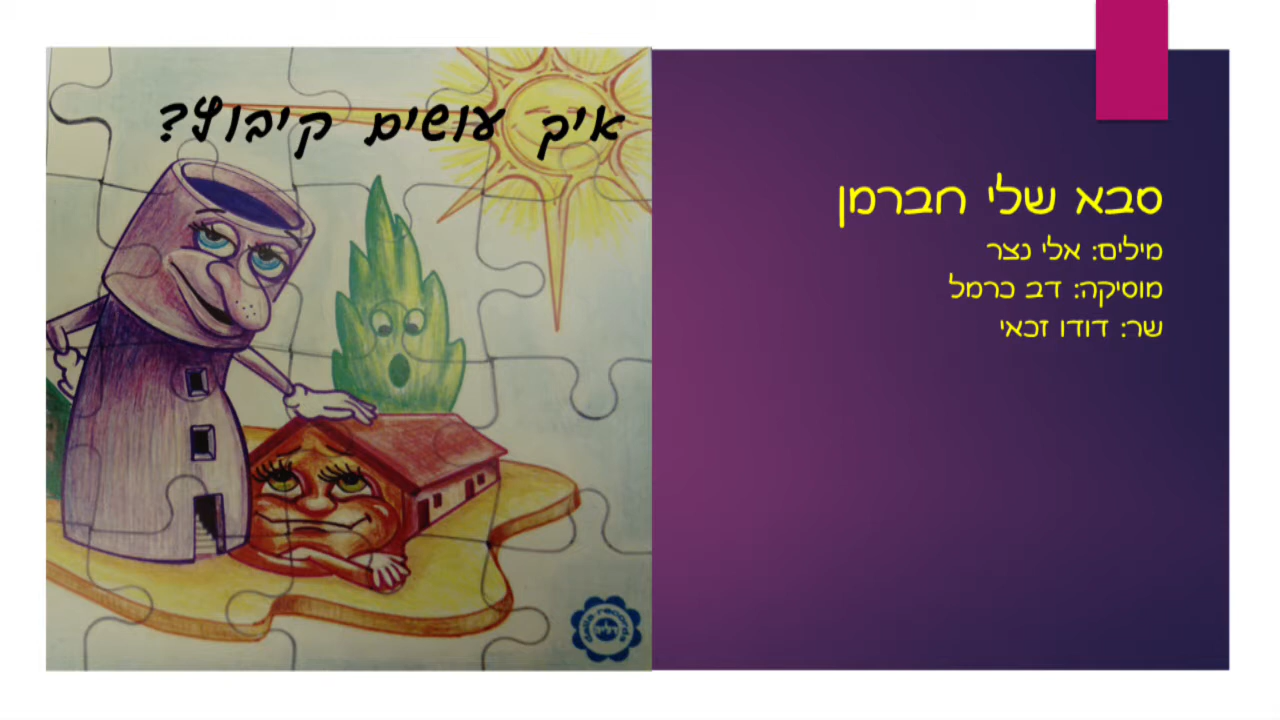 איך עושים קיבוץ?
סבא שלי חברמן
מילים: אלי נצר
מוסיקה: דב כרמל
שר: דודו זכאי